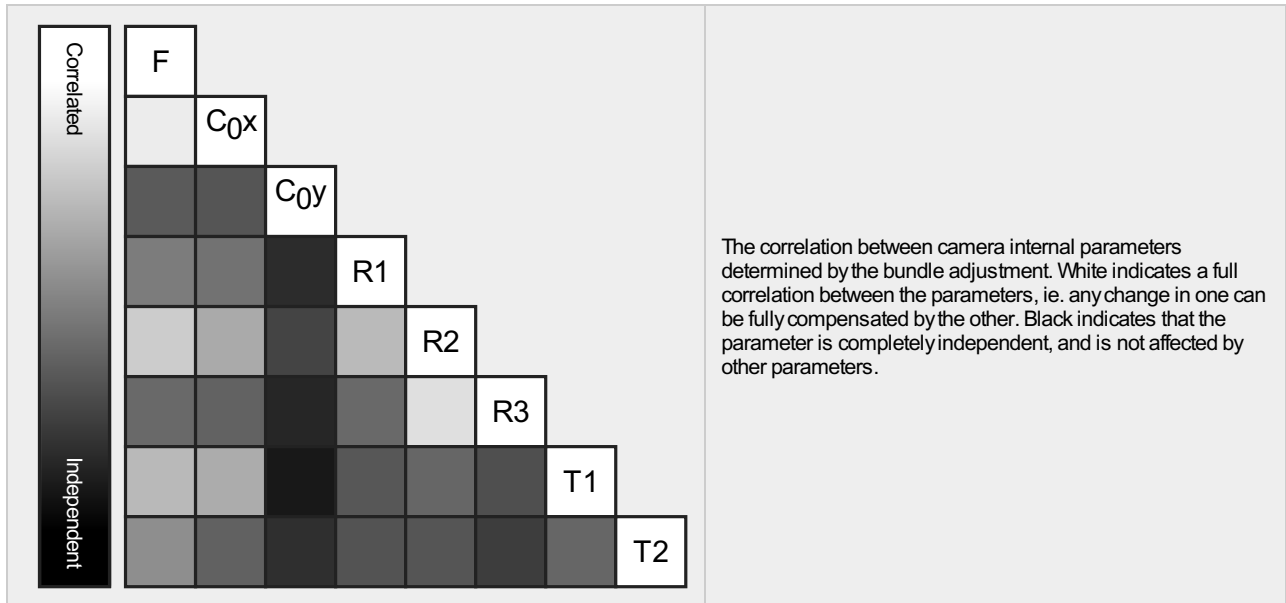 Correlated
Independent
F
C0x
C0y
R1
R2
R3
T1
T2
The correlation between camera internal parameters
determined by the bundle adjustment. White indicates a full
correlation between the parameters, ie. any change in one can
be fully compensated by the other. Black indicates that the
parameter is completely independent, and is not affected by
other parameters.